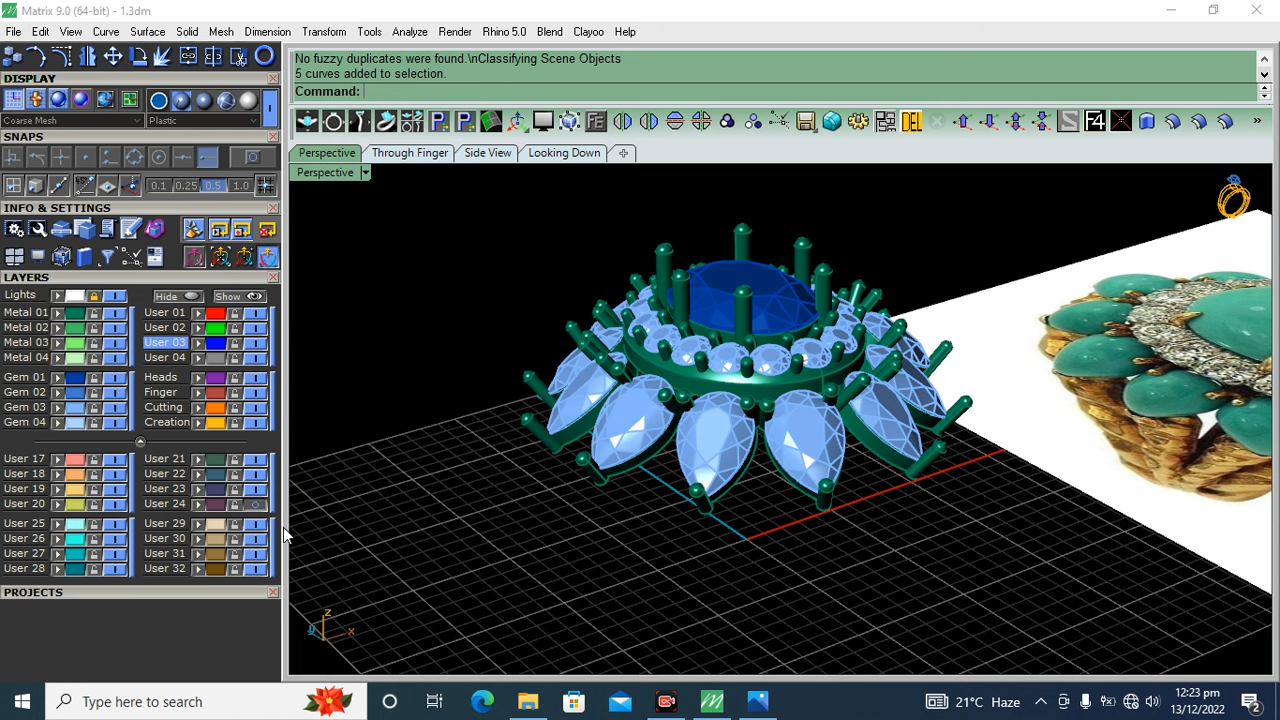 Matrix 9.0 (64-bit) - 1.3dm
File Edit View Curve Surface Solid Mesh Dimension Transform Tools Analyze Render Rhino 5.0 Blend Clayoo Help
No fuzzy duplicates were found.\nClassifying Scene Objects
5 curves added to selection.
Command:
DISPLAY
Coarse Mesh Plastic
SNAPS
0.1 0.25 0.5 1.0
INFO & SETTINGS
LAYERS
Lights Hide Show
Metal 01 User 01
Metal 02 User 02
Metal 03 User 03
Metal 04 User 04
Gem 01 Heads
Gem 02 Finger
Gem 03 Cutting
Gem 04 Creation
User 17 User 21
User 18 User 22
User 19 User 23
User 20 User 24
User 25 User 29
User 26 User 30
User 27 User 31
User 28 User 32
PROJECTS
P P FE DEL S F4 »
Perspective Through Finger Side View Looking Down
Perspective
z
x
Type here to search
21°C Haze
12:23 pm
13/12/2022
2